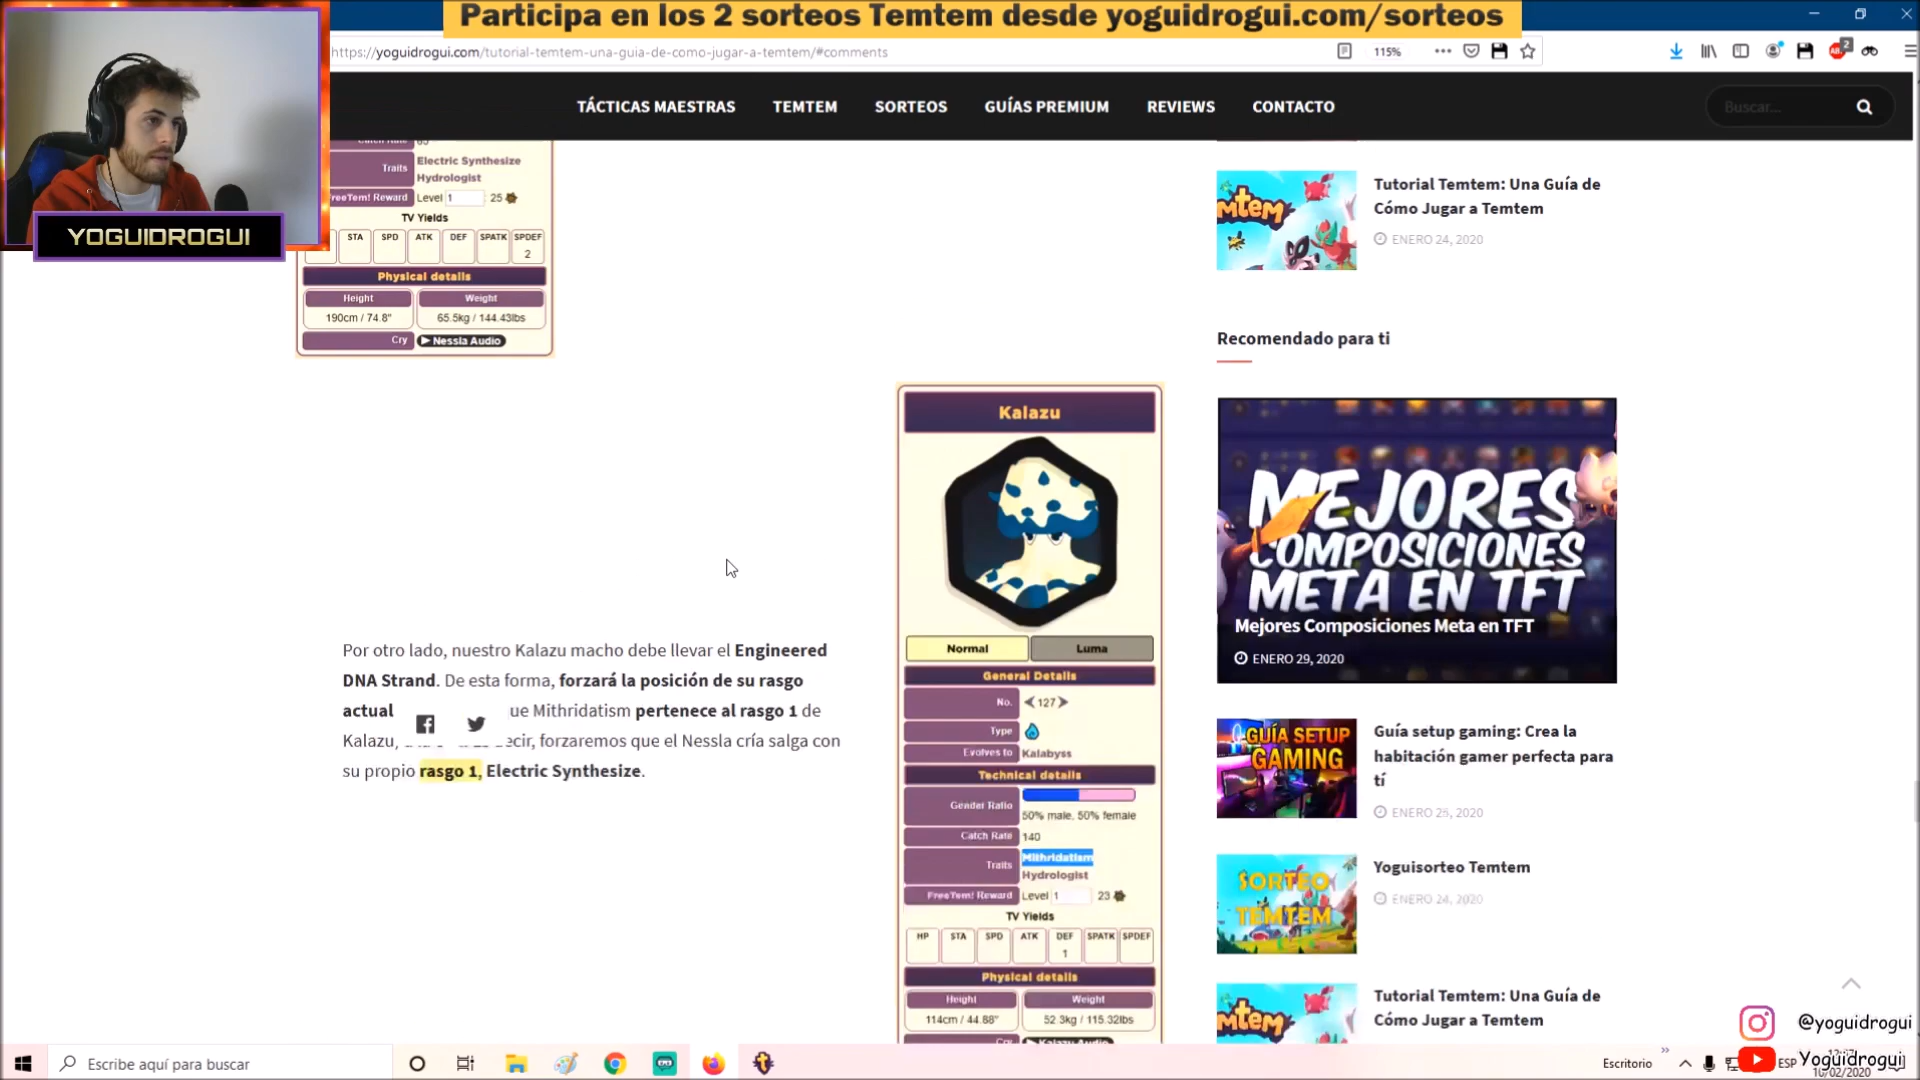 Participa en los 2 sorteos Temtem desde yoguidrogui.com/sorteos
https://yoguidrogui.com/tutorial-temtem-una-guia-de-como-jugar-a-temtem/#comments
115%
2
TÁCTICAS MAESTRAS
TEMTEM
SORTEOS
GUÍAS PREMIUM
REVIEWS
CONTACTO
Buscar...
YOGUIDROGUI
Traits
Electric Synthesize
Hydrologist
FreeTem! Reward
Level 1
25
TV Yields
STA SPD ATK DEF SPATK SPDEF
2
Physical details
Height Weight
190cm / 74.8" 65.5kg / 144.43lbs
Cry
Nessla Audio
Por otro lado, nuestro Kalazu macho debe llevar el Engineered
DNA Strand. De esta forma, forzará la posición de su rasgo
actual ue Mithridatism pertenece al rasgo 1 de
Kalazu, ecir, forzaremos que el Nessla cría salga con
su propio rasgo 1, Electric Synthesize.
Kalazu
Normal Luma
General Details
No. 127
Type
Evolves to Kalabyss
Technical details
Gender Ratio
50% male, 50% female
Catch Rate 140
Traits
Mithridatism
Hydrologist
FreeTem! Reward Level 1 23
TV Yields
HP STA SPD ATK DEF SPATK SPDEF
1
Physical details
Height Weight
114cm / 44.88" 52.3kg / 115.32lbs
Kalazu Audio
temtem
Tutorial Temtem: Una Guía de
Cómo Jugar a Temtem
ENERO 24, 2020
Recomendado para ti
MEJORES
COMPOSICIONES
META EN TFT
Mejores Composiciones Meta en TFT
ENERO 29, 2020
GUÍA SETUP
GAMING
Guía setup gaming: Crea la
habitación gamer perfecta para
tí
ENERO 25, 2020
SORTEO
TEMTEM
Yoguisorteo Temtem
ENERO 24, 2020
temtem
Tutorial Temtem: Una Guía de
Cómo Jugar a Temtem
@yoguidrogui
Yoguidrogui
Escribe aquí para buscar
Escritorio
ESP
10/02/2020